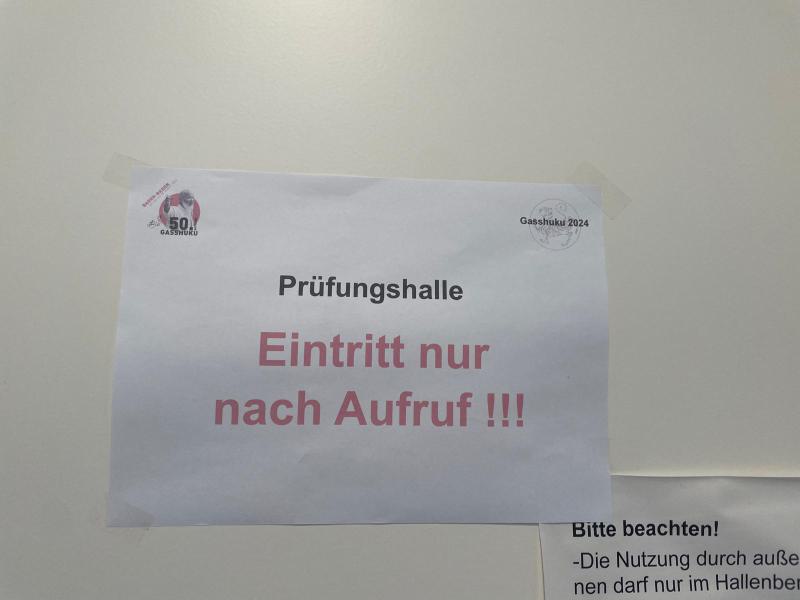 50.
GASSHUKU
Gasshuku 2024
Prüfungshalle
Eintritt nur
nach Aufruf !!!
Bitte beachten!
-Die Nutzung durch auße
nen darf nur im Hallenber